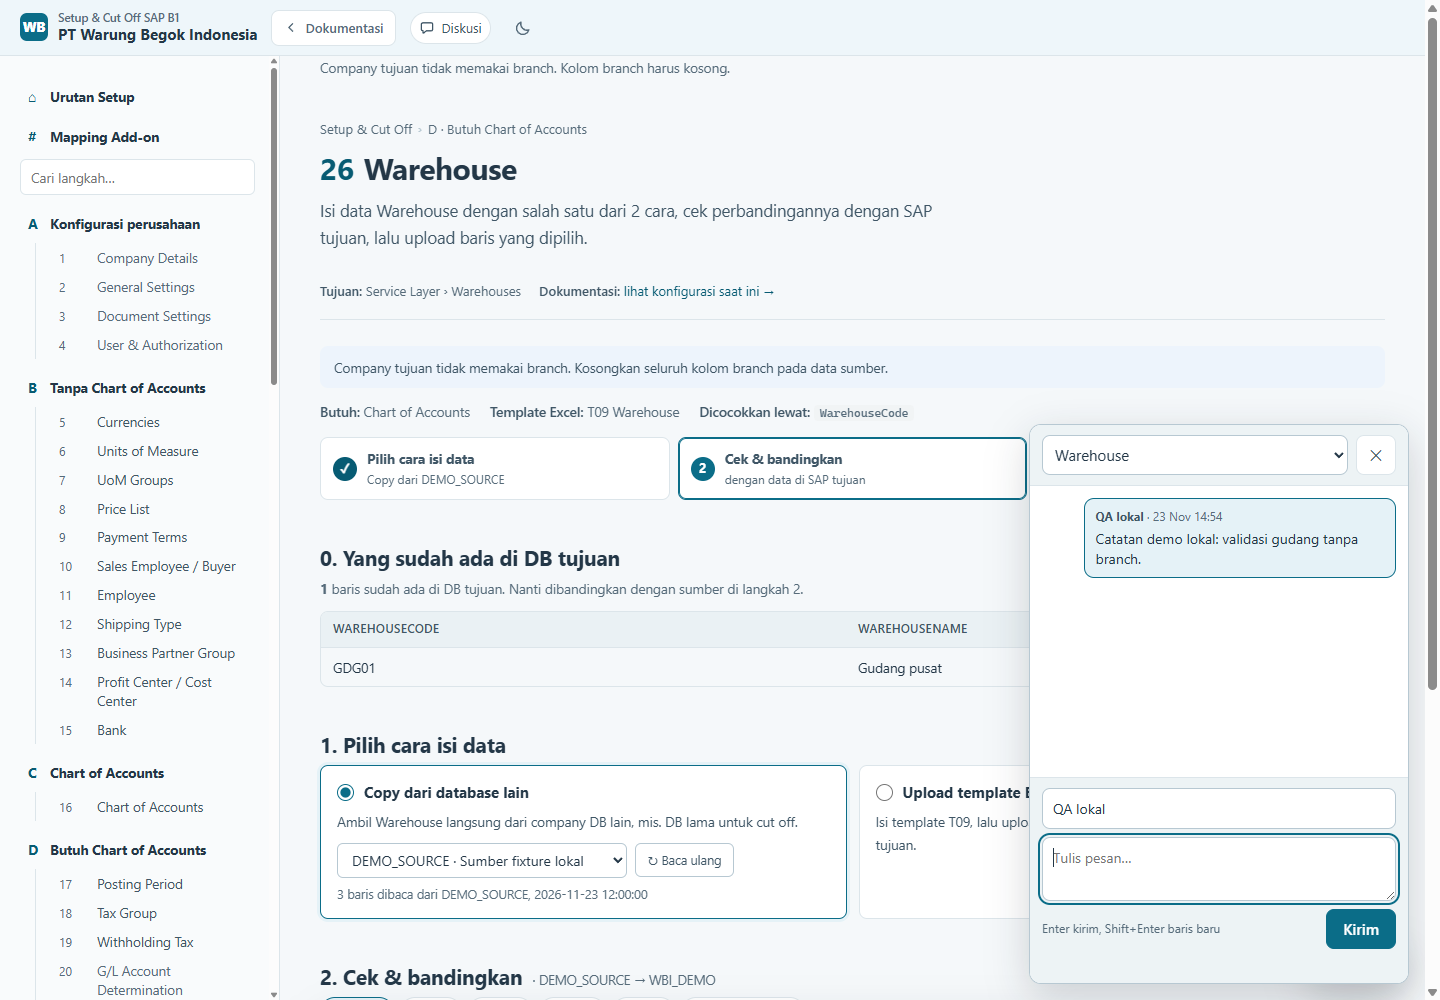 WB
Setup & Cut Off SAP B1
PT Warung Begok Indonesia
Dokumentasi
Diskusi
Urutan Setup
# Mapping Add-on
Cari langkah...
A Konfigurasi perusahaan
1 Company Details
2 General Settings
3 Document Settings
4 User & Authorization
B Tanpa Chart of Accounts
5 Currencies
6 Units of Measure
7 UoM Groups
8 Price List
9 Payment Terms
10 Sales Employee / Buyer
11 Employee
12 Shipping Type
13 Business Partner Group
14 Profit Center / Cost
Center
15 Bank
C Chart of Accounts
16 Chart of Accounts
D Butuh Chart of Accounts
17 Posting Period
18 Tax Group
19 Withholding Tax
20 G/L Account
Determination
Company tujuan tidak memakai branch. Kolom branch harus kosong.
Setup & Cut Off › D · Butuh Chart of Accounts
26 Warehouse
Isi data Warehouse dengan salah satu dari 2 cara, cek perbandingannya dengan SAP
tujuan, lalu upload baris yang dipilih.
Tujuan: Service Layer › Warehouses Dokumentasi: lihat konfigurasi saat ini →
Company tujuan tidak memakai branch. Kosongkan seluruh kolom branch pada data sumber.
Butuh: Chart of Accounts Template Excel: T09 Warehouse Dicocokkan lewat: WarehouseCode
✓ Pilih cara isi data
Copy dari DEMO_SOURCE
2 Cek & bandingkan
dengan data di SAP tujuan
0. Yang sudah ada di DB tujuan
1 baris sudah ada di DB tujuan. Nanti dibandingkan dengan sumber di langkah 2.
WAREHOUSECODE WAREHOUSENAME
GDG01 Gudang pusat
1. Pilih cara isi data
Copy dari database lain
Ambil Warehouse langsung dari company DB lain, mis. DB lama untuk cut off.
DEMO_SOURCE · Sumber fixture lokal
↻ Baca ulang
3 baris dibaca dari DEMO_SOURCE, 2026-11-23 12:00:00
Upload template
Isi template T09, lalu uplo
tujuan.
2. Cek & bandingkan · DEMO_SOURCE → WBI_DEMO
Warehouse
QA lokal · 23 Nov 14:54
Catatan demo lokal: validasi gudang tanpa
branch.
QA lokal
Tulis pesan...
Enter kirim, Shift+Enter baris baru
Kirim